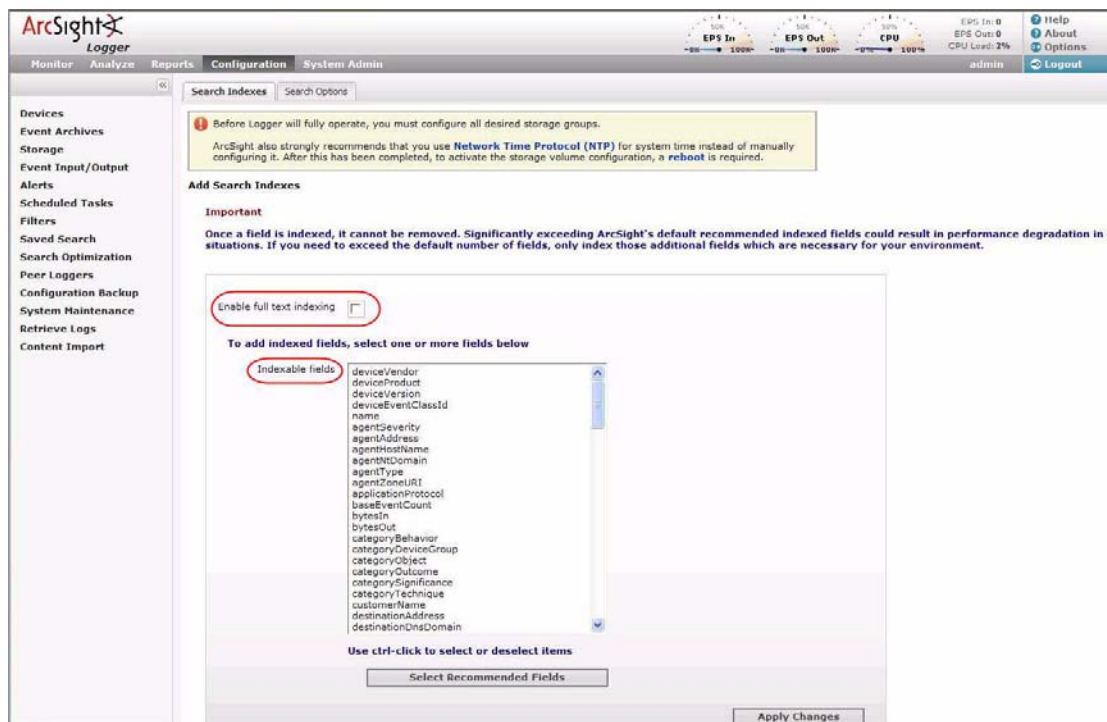 ArcSight
Logger
50K
EPS In
-0K 100K-
50K
EPS Out
-0K 100K-
50%
CPU
-0% 100%
EPS In: 0
EPS Out: 0
CPU Load: 2%
Help
About
Options
Monitor Analyze Reports Configuration System Admin
admin
Logout
Search Indexes Search Options
Devices
Event Archives
Storage
Event Input/Output
Alerts
Scheduled Tasks
Filters
Saved Search
Search Optimization
Peer Loggers
Configuration Backup
System Maintenance
Retrieve Logs
Content Import
Before Logger will fully operate, you must configure all desired storage groups.
ArcSight also strongly recommends that you use Network Time Protocol (NTP) for system time instead of manually
configuring it. After this has been completed, to activate the storage volume configuration, a reboot is required.
Add Search Indexes
Important
Once a field is indexed, it cannot be removed. Significantly exceeding ArcSight's default recommended indexed fields could result in performance degradation in
situations. If you need to exceed the default number of fields, only index those additional fields which are necessary for your environment.
Enable full text indexing
To add indexed fields, select one or more fields below
Indexable fields
deviceVendor
deviceProduct
deviceVersion
deviceEventClassId
name
agentSeverity
agentAddress
agentHostName
agentNtDomain
agentType
agentZoneURI
applicationProtocol
baseEventCount
bytesIn
bytesOut
categoryBehavior
categoryDeviceGroup
categoryObject
categoryOutcome
categorySignificance
categoryTechnique
customerName
destinationAddress
destinationDnsDomain
Use ctrl-click to select or deselect items
Select Recommended Fields
Apply Changes